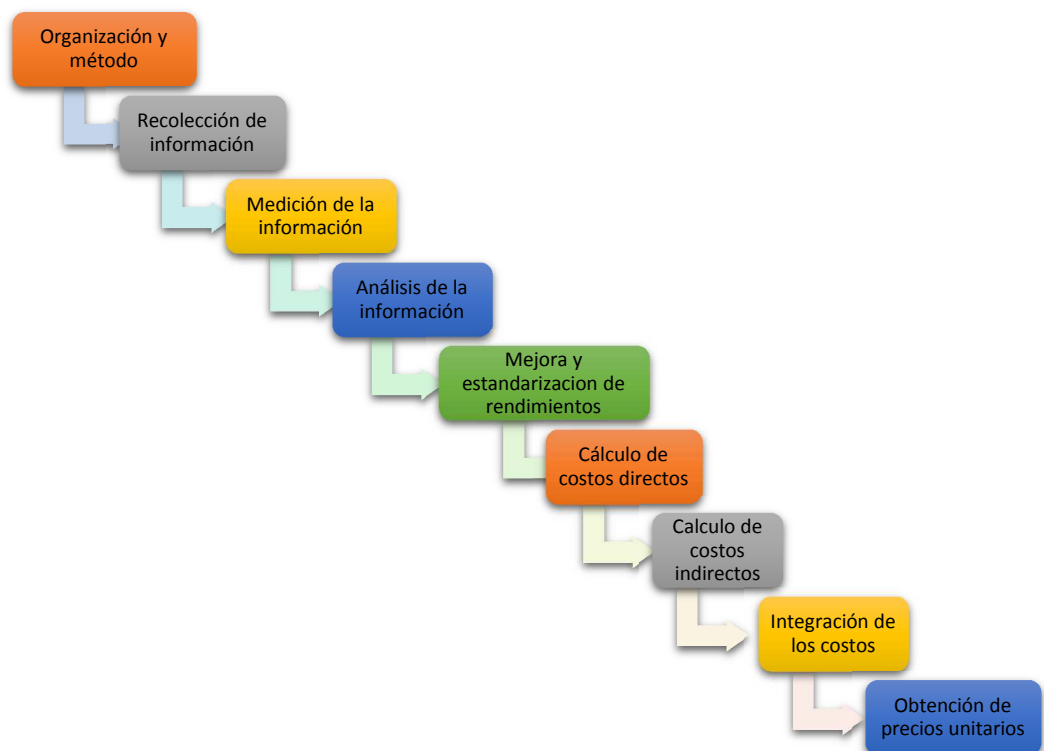 Organización y
método
Recolección de
información
Medición de la
información
Análisis de la
información
Mejora y
estandarizacion de
rendimientos
Cálculo de
costos directos
Calculo de
costos
indirectos
Integración de
los costos
Obtención de
precios unitarios